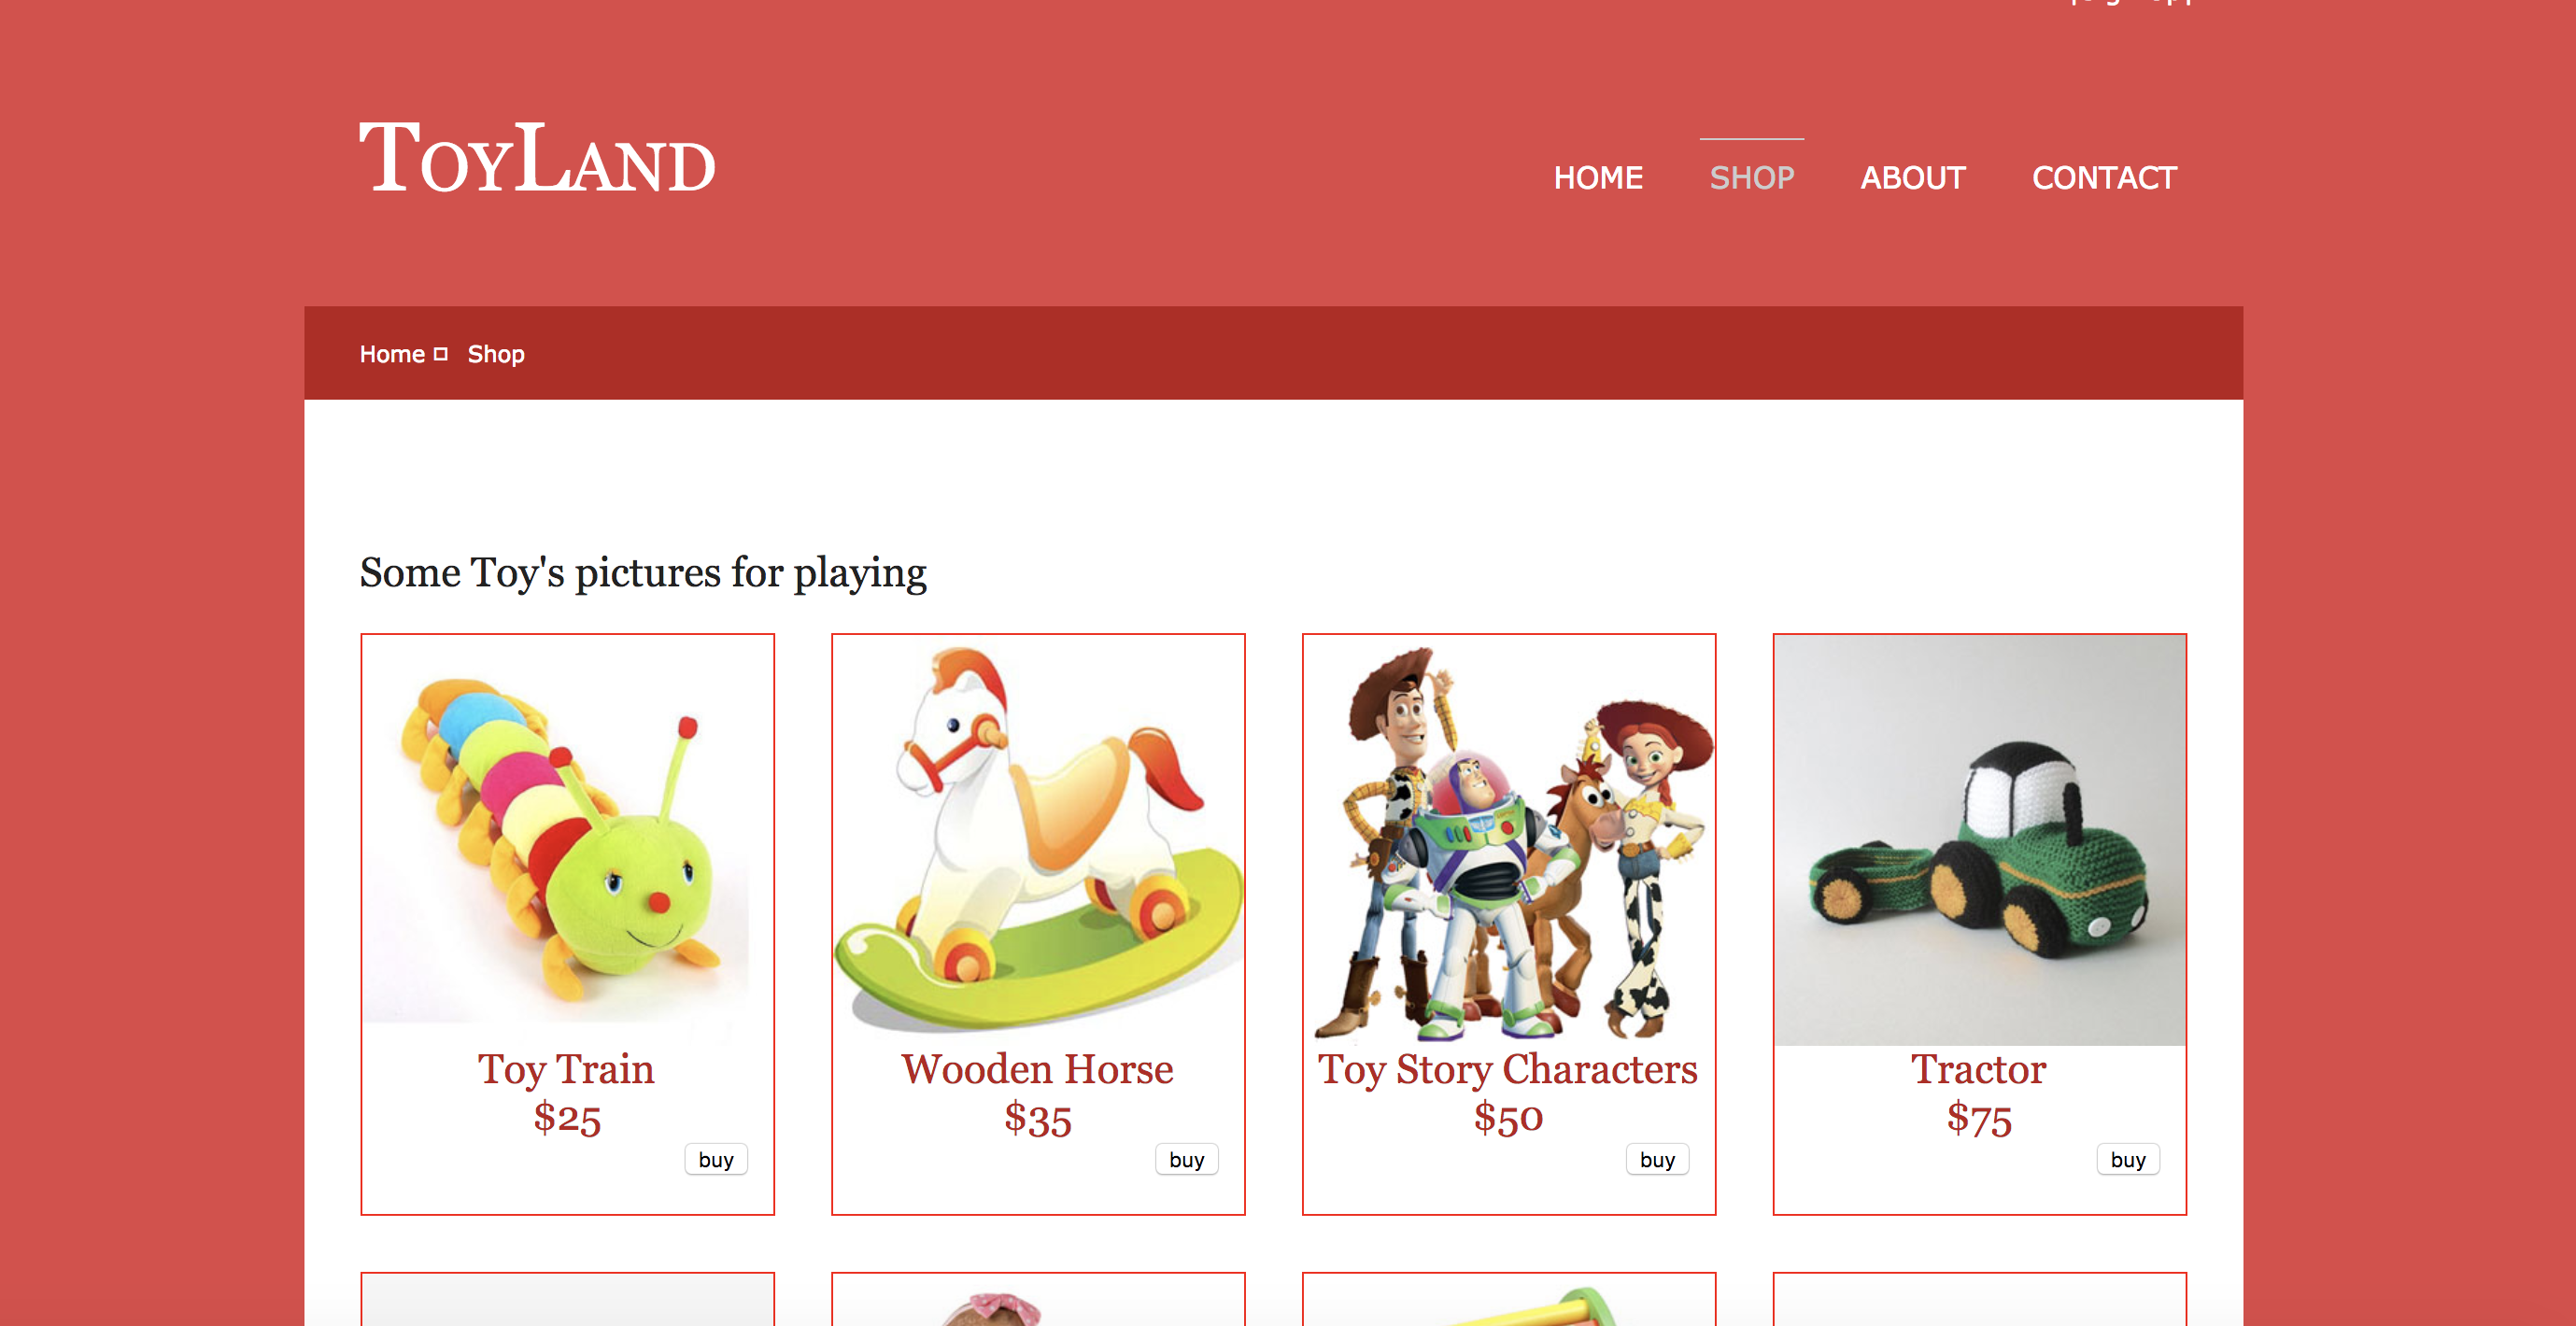 ToyLand
HOME SHOP ABOUT CONTACT
Home Shop
Some Toy's pictures for playing
Toy Train
$25
buy
Wooden Horse
$35
buy
Toy Story Characters
$50
buy
Tractor
$75
buy